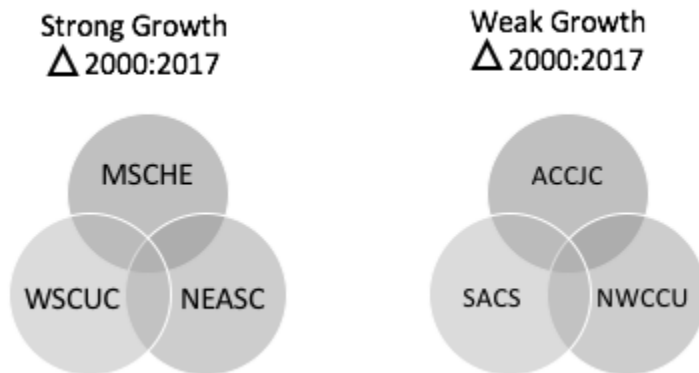 Strong Growth
Δ 2000:2017
MSCHE
WSCUC
NEASC
Weak Growth
Δ 2000:2017
ACCJC
SACS
NWCCU